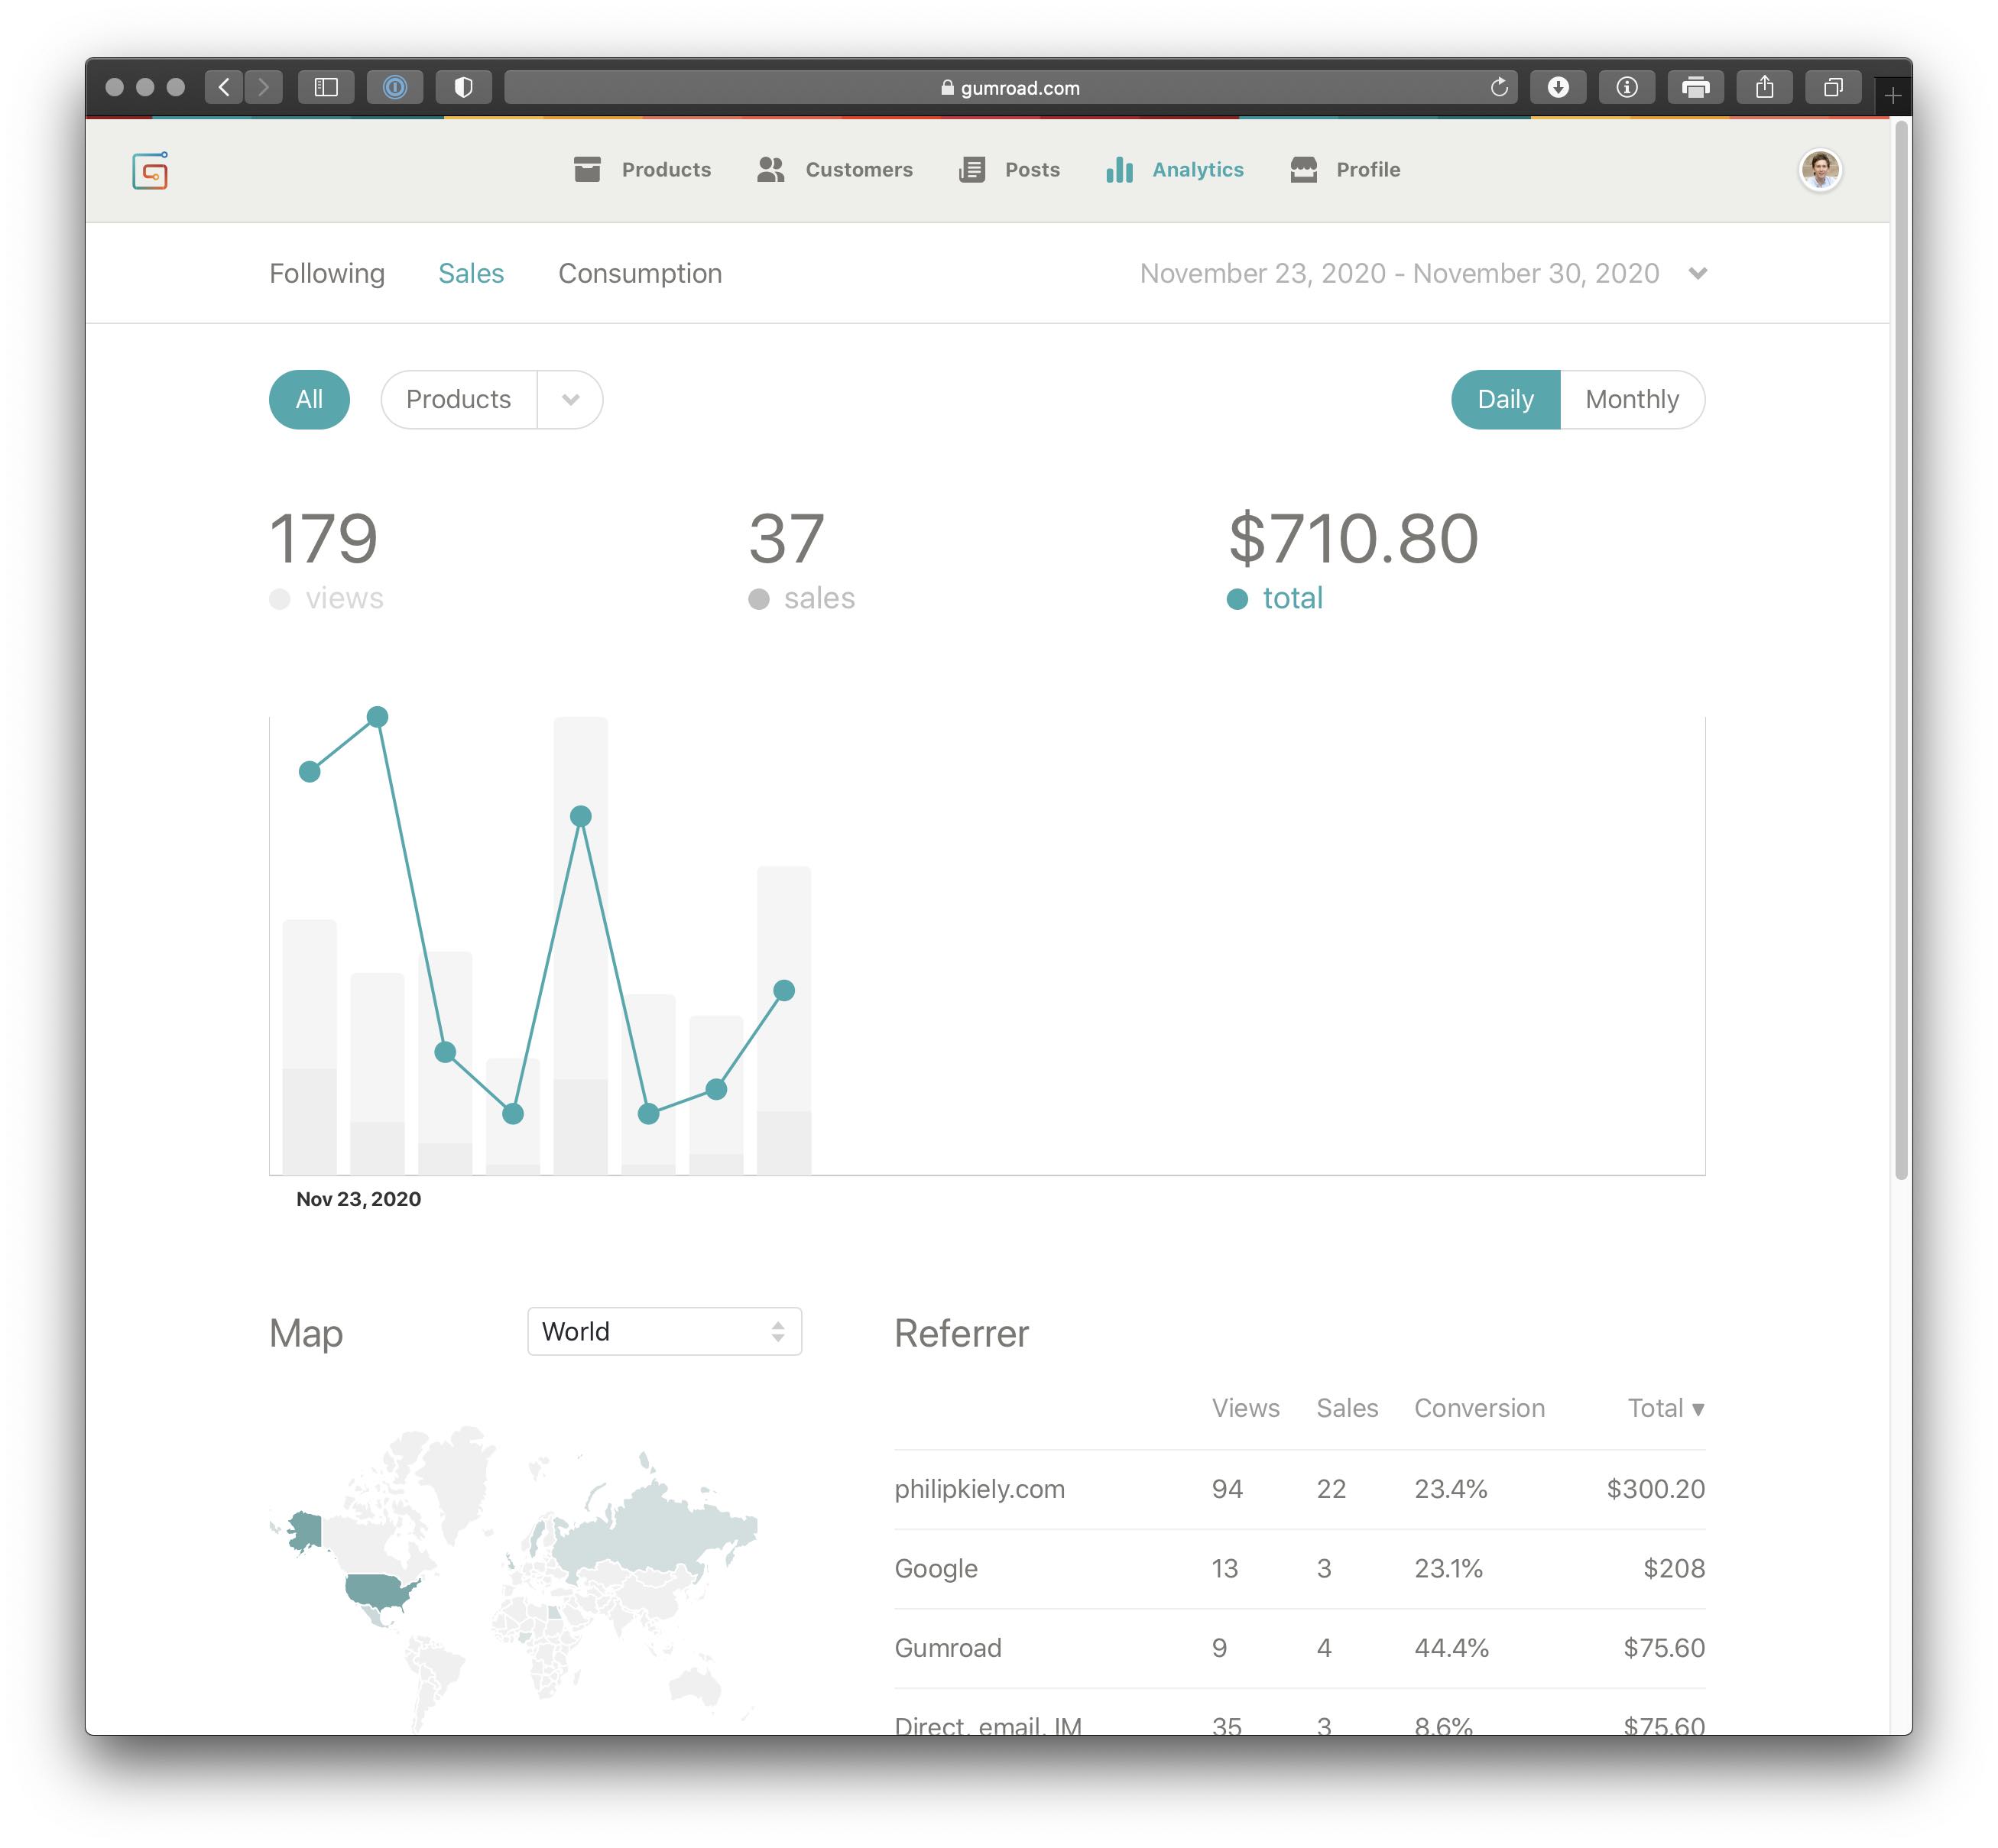 gumroad.com
Products Customers Posts Analytics Profile
Following Sales Consumption November 23, 2020 - November 30, 2020
All Products Daily Monthly
179 37 $710.80
views sales total
Nov 23, 2020
Map World Referrer
Views Sales Conversion Total ▼
philipkiely.com 94 22 23.4% $300.20
Google 13 3 23.1% $208
Gumroad 9 4 44.4% $75.60
Direct, email, IM 35 3 8.6% $75.60